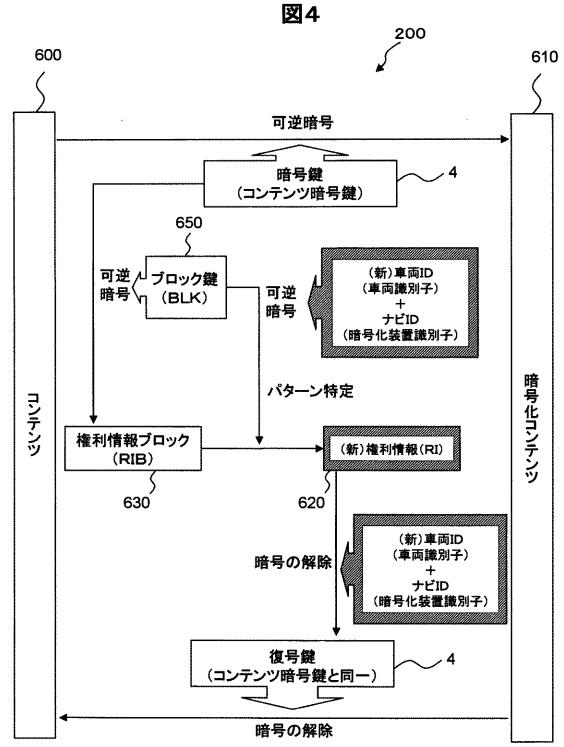 図4
200
600
610
可逆暗号
暗号鍵
(コンテンツ暗号鍵)
4
650
ブロック鍵
(BLK)
可逆
暗号
可逆
暗号
(新)車両ID
(車両識別子)
+
ナビID
(暗号化装置識別子)
パターン特定
コンテンツ
暗号化コンテンツ
権利情報ブロック
(RIB)
630
(新)権利情報(RI)
620
暗号の解除
(新)車両ID
(車両識別子)
+
ナビID
(暗号化装置識別子)
復号鍵
(コンテンツ暗号鍵と同一)
4
暗号の解除